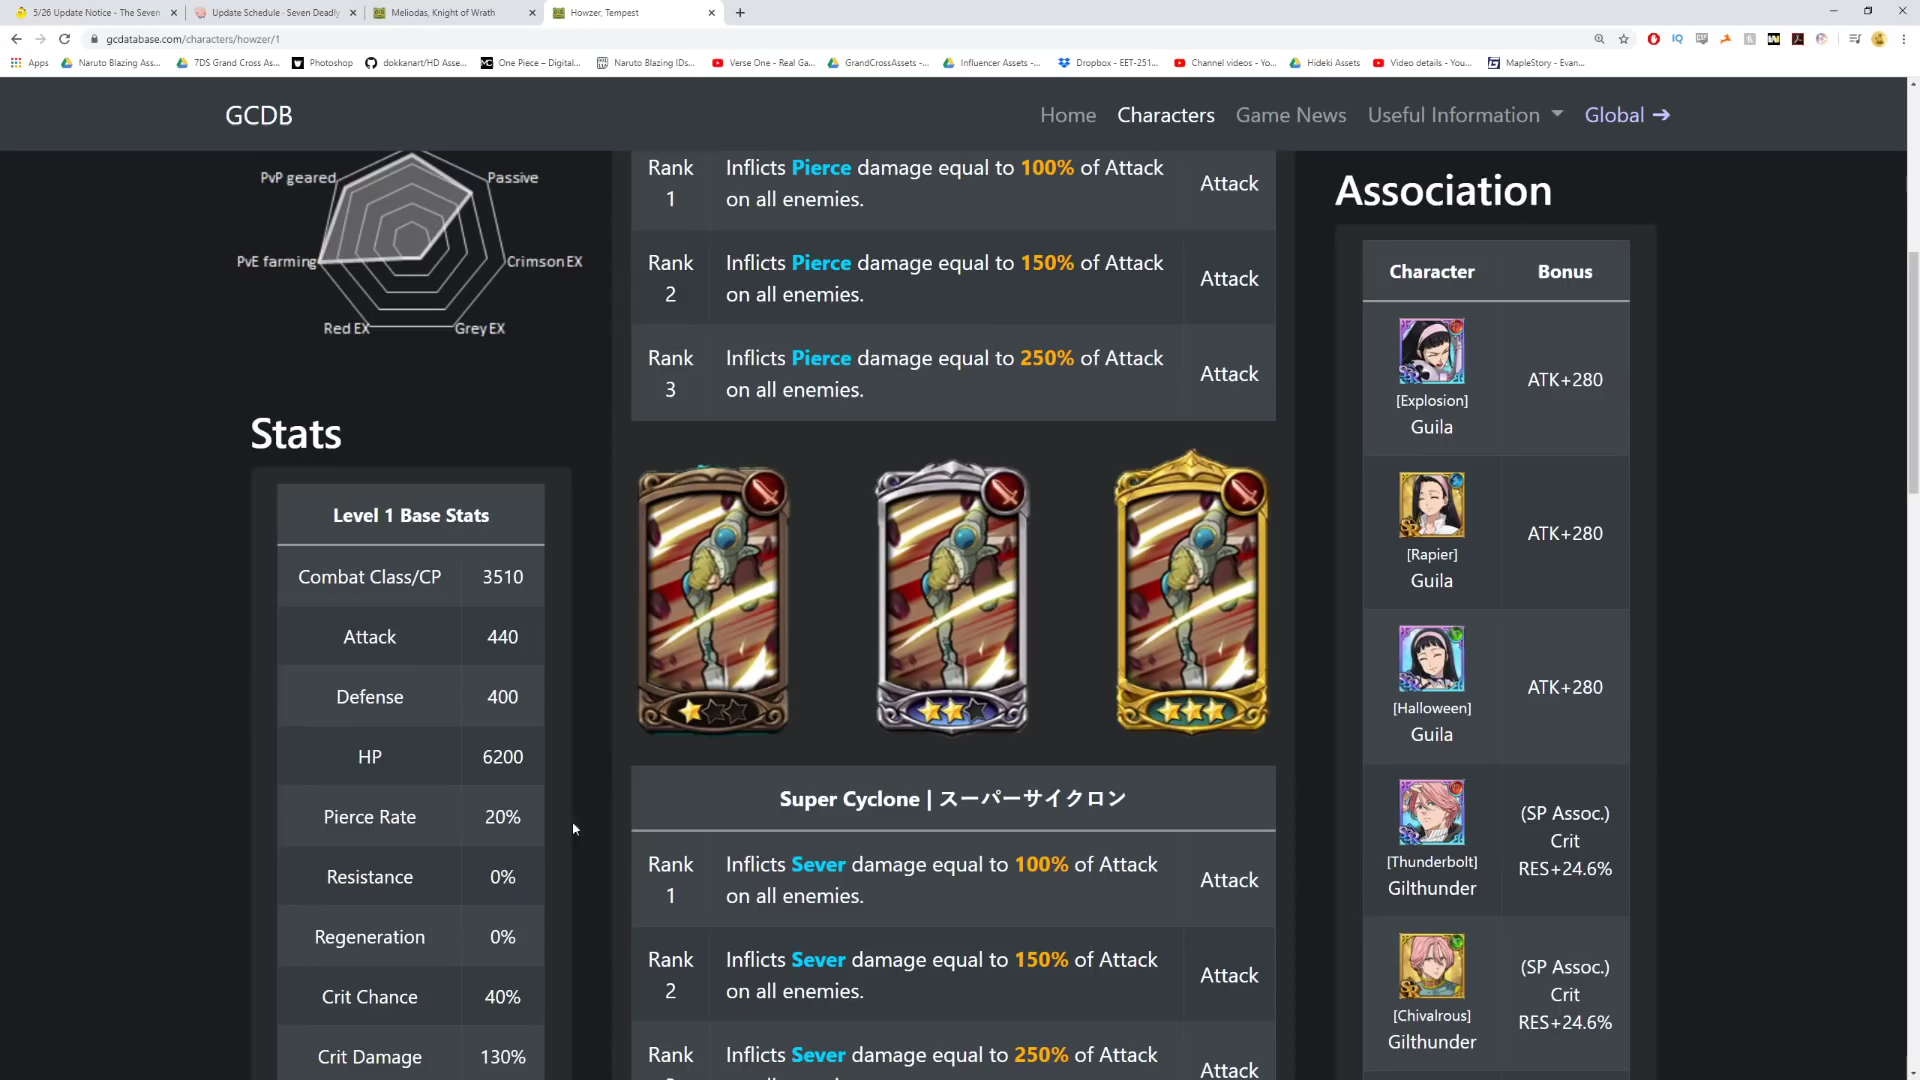 5/26 Update Notice - The Seven
Update Schedule - Seven Deadly
Meliodas, Knight of Wrath
Howzer, Tempest
gcdatabase.com/characters/howzer/1
Apps
Naruto Blazing Ass...
7DS Grand Cross As...
Photoshop
dokkanart/HD Asse...
One Piece – Digital...
Naruto Blazing IDs...
Verse One - Real Ga...
GrandCrossAssets -...
Influencer Assets -...
Dropbox - EET-251...
Channel videos - Yo...
Hideki Assets
Video details - You...
MapleStory - Evan...
GCDB
Home
Characters
Game News
Useful Information
Global
PvP geared
Passive
PvE farming
Crimson EX
Red EX
Grey EX
Stats
Level 1 Base Stats
Combat Class/CP 3510
Attack 440
Defense 400
HP 6200
Pierce Rate 20%
Resistance 0%
Regeneration 0%
Crit Chance 40%
Crit Damage 130%
Rank 1
Inflicts Pierce damage equal to 100% of Attack
on all enemies.
Attack
Rank 2
Inflicts Pierce damage equal to 150% of Attack
on all enemies.
Attack
Rank 3
Inflicts Pierce damage equal to 250% of Attack
on all enemies.
Attack
Super Cyclone | スーパーサイクロン
Rank 1
Inflicts Sever damage equal to 100% of Attack
on all enemies.
Attack
Rank 2
Inflicts Sever damage equal to 150% of Attack
on all enemies.
Attack
Rank
Inflicts Sever damage equal to 250% of Attack
Attack
Association
Character Bonus
SR
[Explosion]
Guila
ATK+280
SR
[Rapier]
Guila
ATK+280
[Halloween]
Guila
ATK+280
[Thunderbolt]
Gilthunder
(SP Assoc.)
Crit
RES+24.6%
SR
[Chivalrous]
Gilthunder
(SP Assoc.)
Crit
RES+24.6%